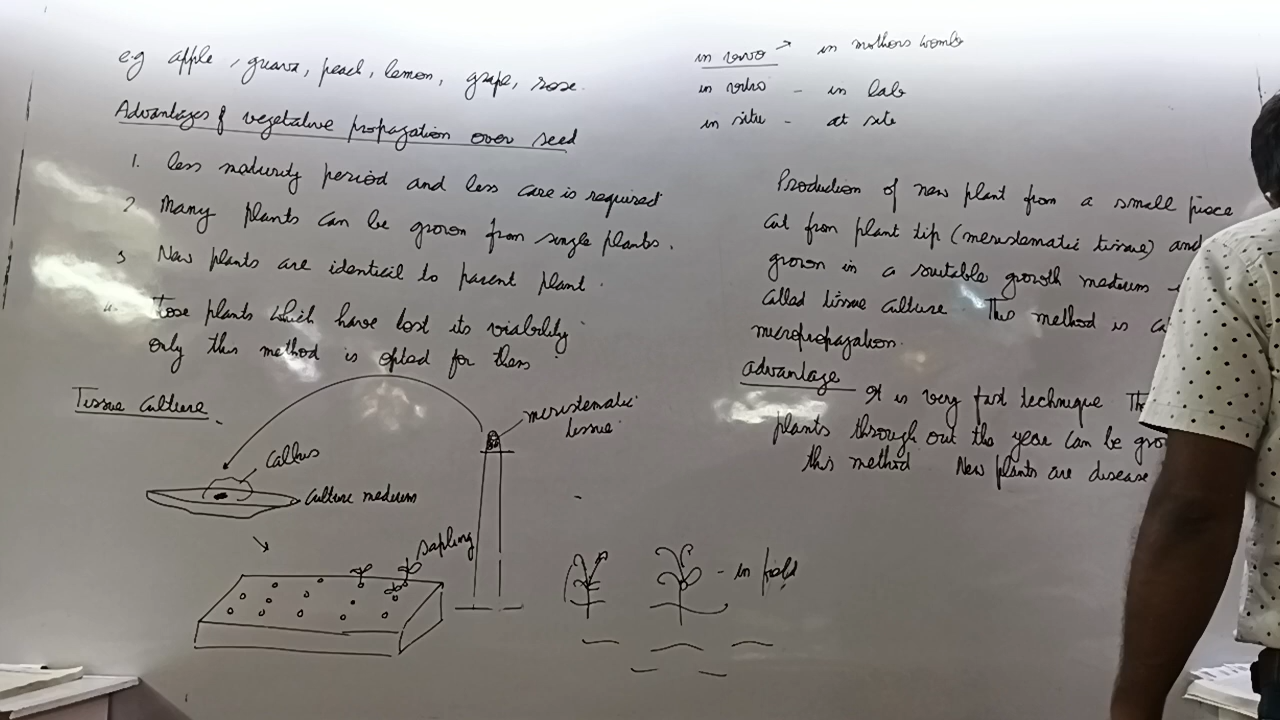 e.g apple, guava, peach, lemon, grape, rose.
Advantages of vegetative propagation over seed
1. less maturity period and less care is required
2 Many plants can be grown from single plants.
3 New plants are identical to parent plant.
4. Tose plants which have lost its viability
only this method is opted for them
Tissue culture
meristematic
tissue
Callus
Culture medium
sapling
in field
in vivo → in mothers womb
in vitro - in lab
in situ - at site
Production of new plant from a small piece
cut from plant tip (meristematic tissue) and
grown in a suitable growth medium
called tissue culture. This method is ca
micropropagation.
advantage It is very fast technique Th
plants through out the year can be gro
this method New plants are disease